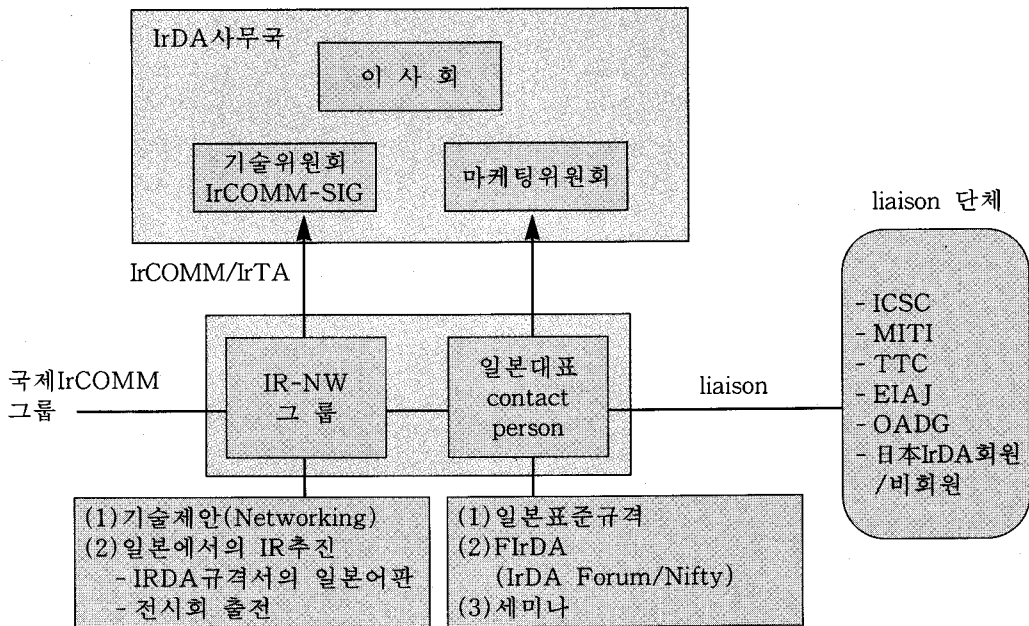 IrDA사무국
이 사 회
기술위원회
IrCOMM-SIG
마케팅위원회
IrCOMM/IrTA
국제IrCOMM
그룹
IR-NW
그 룹
일본대표
contact
person
liaison
liaison 단체
- ICSC
- MITI
- TTC
- EIAJ
- OADG
- 日本IrDA회원
/비회원
(1)기술제안(Networking)
(2)일본에서의 IR추진
- IRDA규격서의 일본어판
- 전시회 출전
(1)일본표준규격
(2)FIrDA
(IrDA Forum/Nifty)
(3)세미나